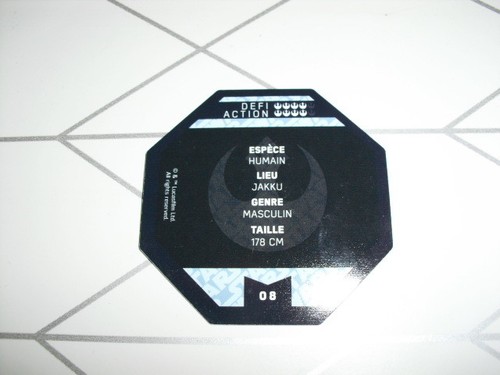 DEFI
ACTION
ESPÈCE
HUMAIN
LIEU
JAKKU
GENRE
MASCULIN
TAILLE
178 CM
© & ™ Lucasfilm Ltd.
All rights reserved.
08